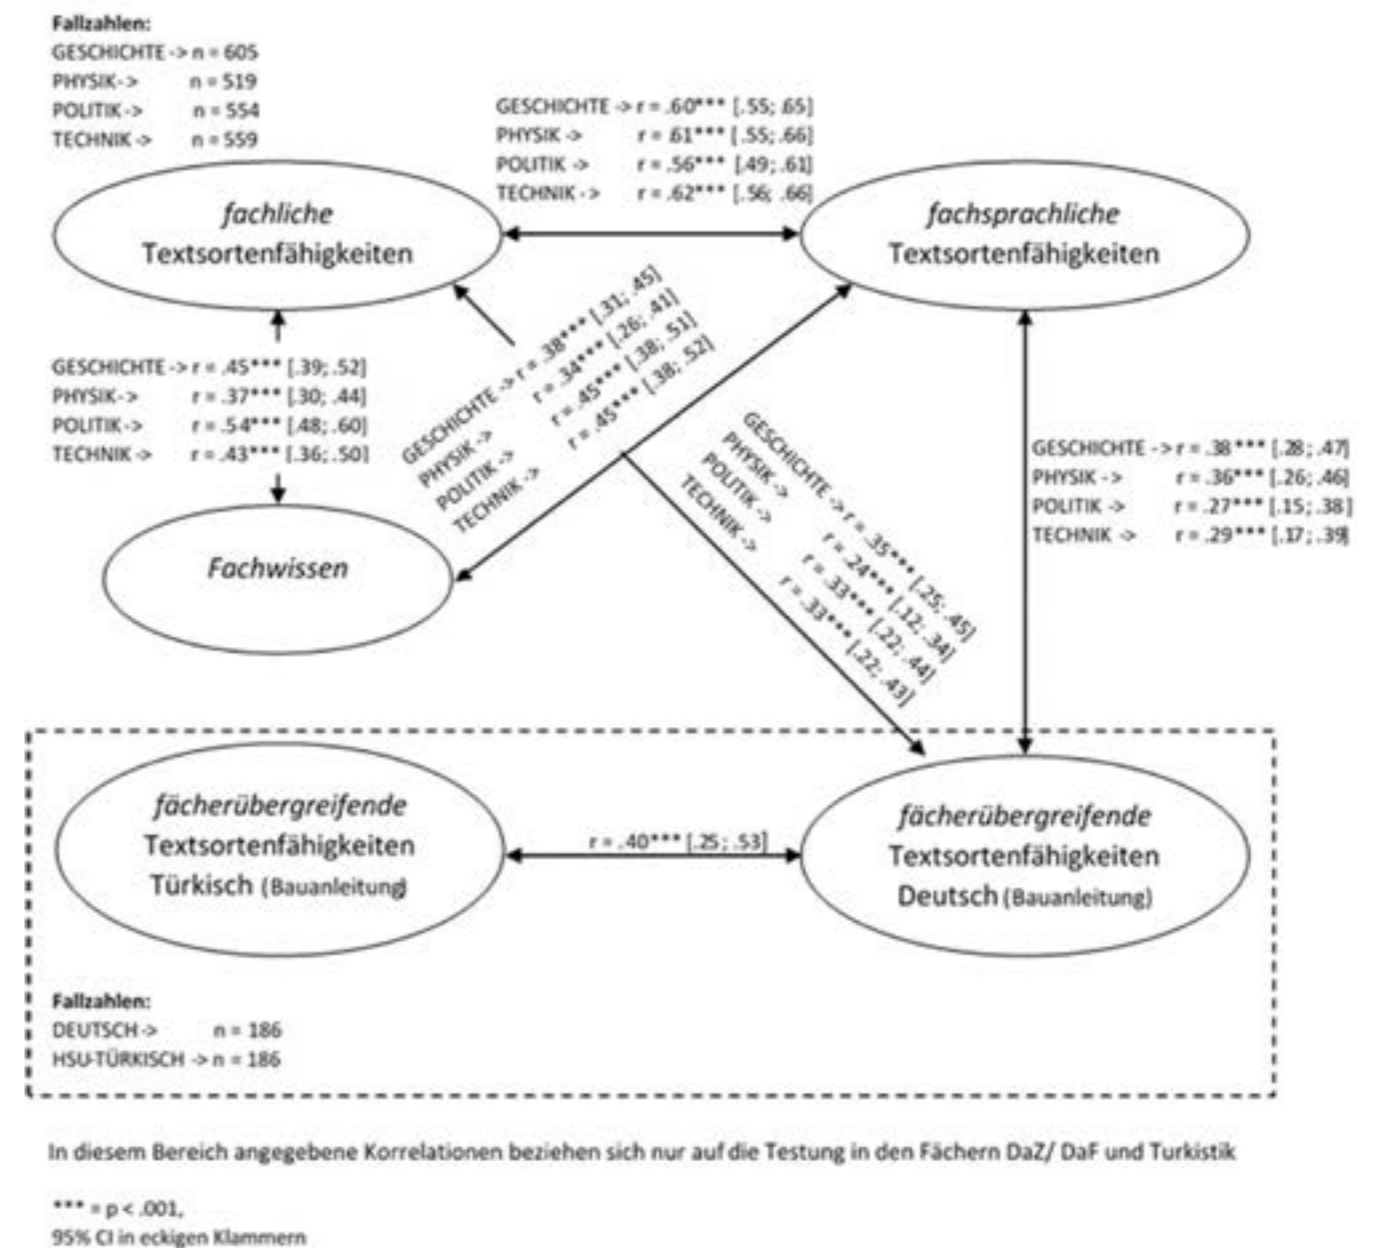 Fallzahlen:
GESCHICHTE -> n = 605
PHYSIK-> n = 519
POLITIK -> n = 554
TECHNIK -> n = 559
GESCHICHTE -> r = .60*** [.55; .65]
PHYSIK -> r = .61*** [.55; .66]
POLITIK -> r = .56*** [.49; .61]
TECHNIK -> r = .62*** [.56; .66]
fachliche
Textsortenfähigkeiten
fachsprachliche
Textsortenfähigkeiten
GESCHICHTE -> r = .45*** [.39; .52]
PHYSIK-> r = .37*** [.30; .44]
POLITIK-> r = .54*** [.48; .60]
TECHNIK -> r = .43*** [.36; .50]
GESCHICHTE -> r = .38*** [.31; .45]
PHYSIK -> r = .34*** [.26; .41]
POLITIK -> r = .45*** [.38; .51]
TECHNIK -> r = .45*** [.38; .52]
GESCHICHTE -> r = .35*** [.25; .45]
PHYSIK -> r = .24*** [.12; .34]
POLITIK -> r = .33*** [.22; .44]
TECHNIK -> r = .33*** [.22; .43]
GESCHICHTE -> r = .38*** [.28; .47]
PHYSIK -> r = .36*** [.26; .46]
POLITIK -> r = .27*** [.15; .38]
TECHNIK -> r = .29*** [.17; .39]
Fachwissen
fächerübergreifende
Textsortenfähigkeiten
Türkisch (Bauanleitung)
r = .40*** [.25; .53]
fächerübergreifende
Textsortenfähigkeiten
Deutsch (Bauanleitung)
Fallzahlen:
DEUTSCH -> n = 186
HSU-TÜRKISCH -> n = 186
In diesem Bereich angegebene Korrelationen beziehen sich nur auf die Testung in den Fächern DaZ/ DaF und Turkistik
*** = p < .001,
95% CI in eckigen Klammern